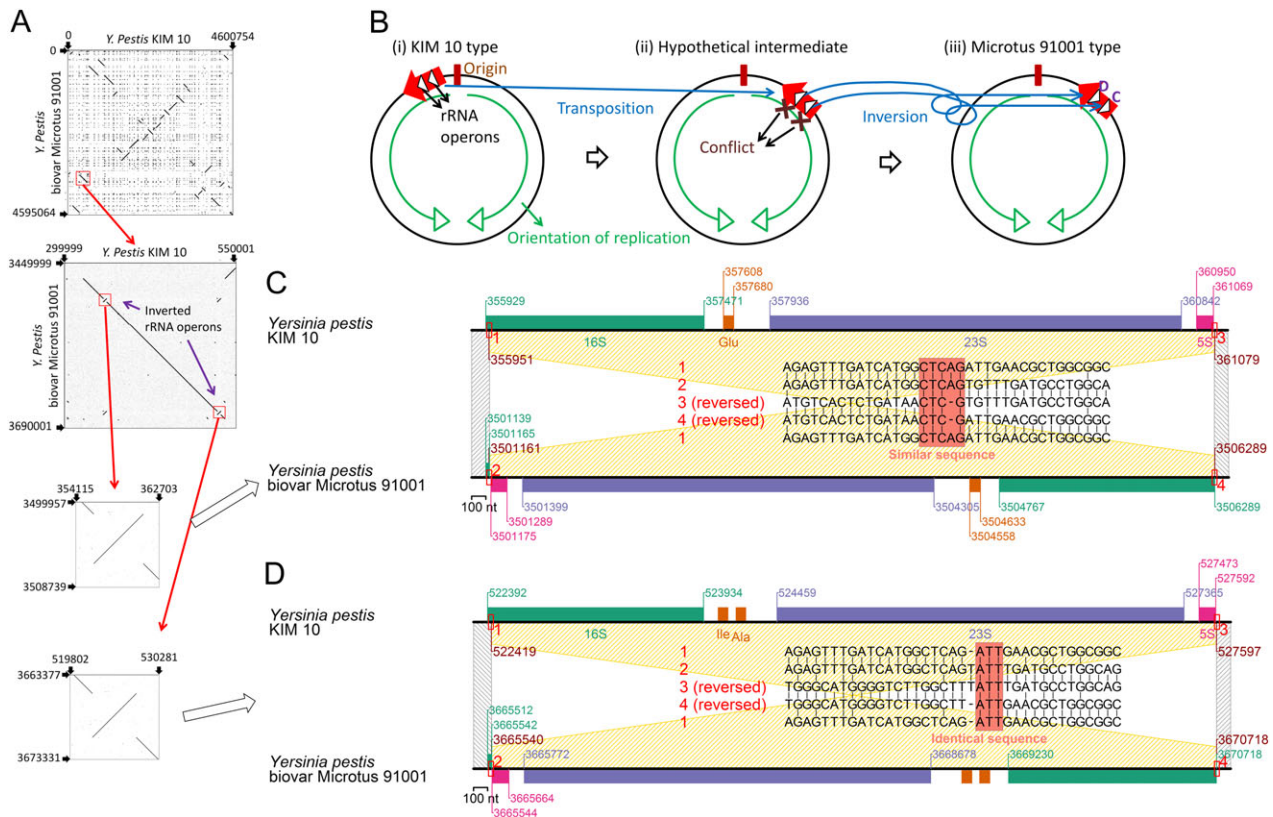 A
0
4600754
Y. Pestis KIM 10
0
Y. Pestis
biovar Microtus 91001
4595064
299999
550001
Y. Pestis KIM 10
3449999
Y. Pestis
biovar Microtus 91001
Inverted
rRNA operons
3690001
354115
362703
3499957
3508739
519802
530281
3663377
3673331
B
(i) KIM 10 type
(ii) Hypothetical intermediate
(iii) Microtus 91001 type
Origin
rRNA
operons
Transposition
Conflict
Inversion
P
C
Orientation of replication
C
357608
357680
360950
361069
355929
357471
357936
360842
Yersinia pestis
KIM 10
1
16S
Glu
23S
5S
3
355951
361079
1 AGAGTTTGATCATGGCTCAGATTGAACGCTGGCGGC
2 AGAGTTTGATCATGGCTCAGTGTTTGATGCCTGGCA
3 (reversed) ATGTCACTCTGATAACTC-GTGTTTGATGCCTGGCA
4 (reversed) ATGTCACTCTGATAACTC-GATTGAACGCTGGCGGC
1 AGAGTTTGATCATGGCTCAGATTGAACGCTGGCGGC
Similar sequence
3501139
3501165
3501161
3506289
Yersinia pestis
biovar Microtus 91001
2
4
100 nt
3501289
3501175
3501399
3504305
3504633
3504558
3504767
3506289
D
527473
527592
522392
523934
524459
527365
Yersinia pestis
KIM 10
1
16S
Ile
Ala
23S
5S
3
522419
527597
1 AGAGTTTGATCATGGCTCAG-ATTGAACGCTGGCGGC
2 AGAGTTTGATCATGGCTCAGTATTTGATGCCTGGCAG
3 (reversed) TGGGCATGGGGTCTTGGCTTTATTTGATGCCTGGCAG
4 (reversed) TGGGCATGGGGTCTTGGCTT-ATTGAACGCTGGCGGC
1 AGAGTTTGATCATGGCTCAG-ATTGAACGCTGGCGGC
Identical sequence
3665512
3665542
3665540
3665772
3668678
3669230
3670718
3670718
Yersinia pestis
biovar Microtus 91001
2
4
100 nt
3665664
3665544